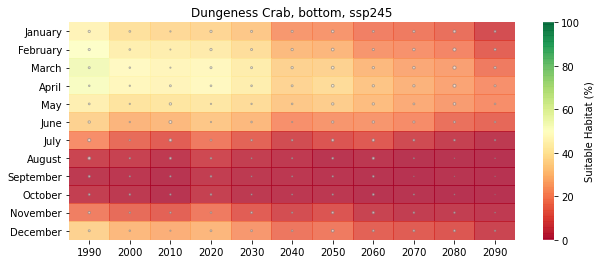 Dungeness Crab, bottom, ssp245
January
February
March
April
May
June
July
August
September
October
November
December
1990 2000 2010 2020 2030 2040 2050 2060 2070 2080 2090
100
80
60
40
20
0
Suitable Habitat (%)